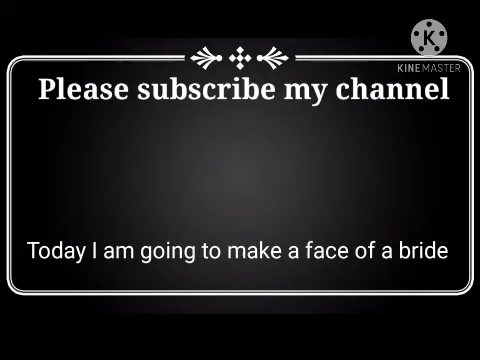 K
KINEMASTER
Please subscribe my channel
Today I am going to make a face of a bride